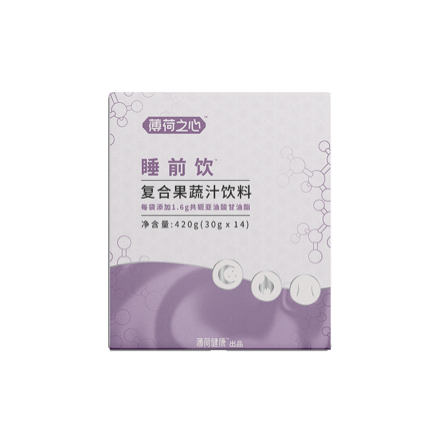 薄荷之心
睡前饮
复合果蔬汁饮料
每袋添加1.6g共轭亚油酸甘油酯
净含量:420g(30g x 14)
薄荷健康 出品